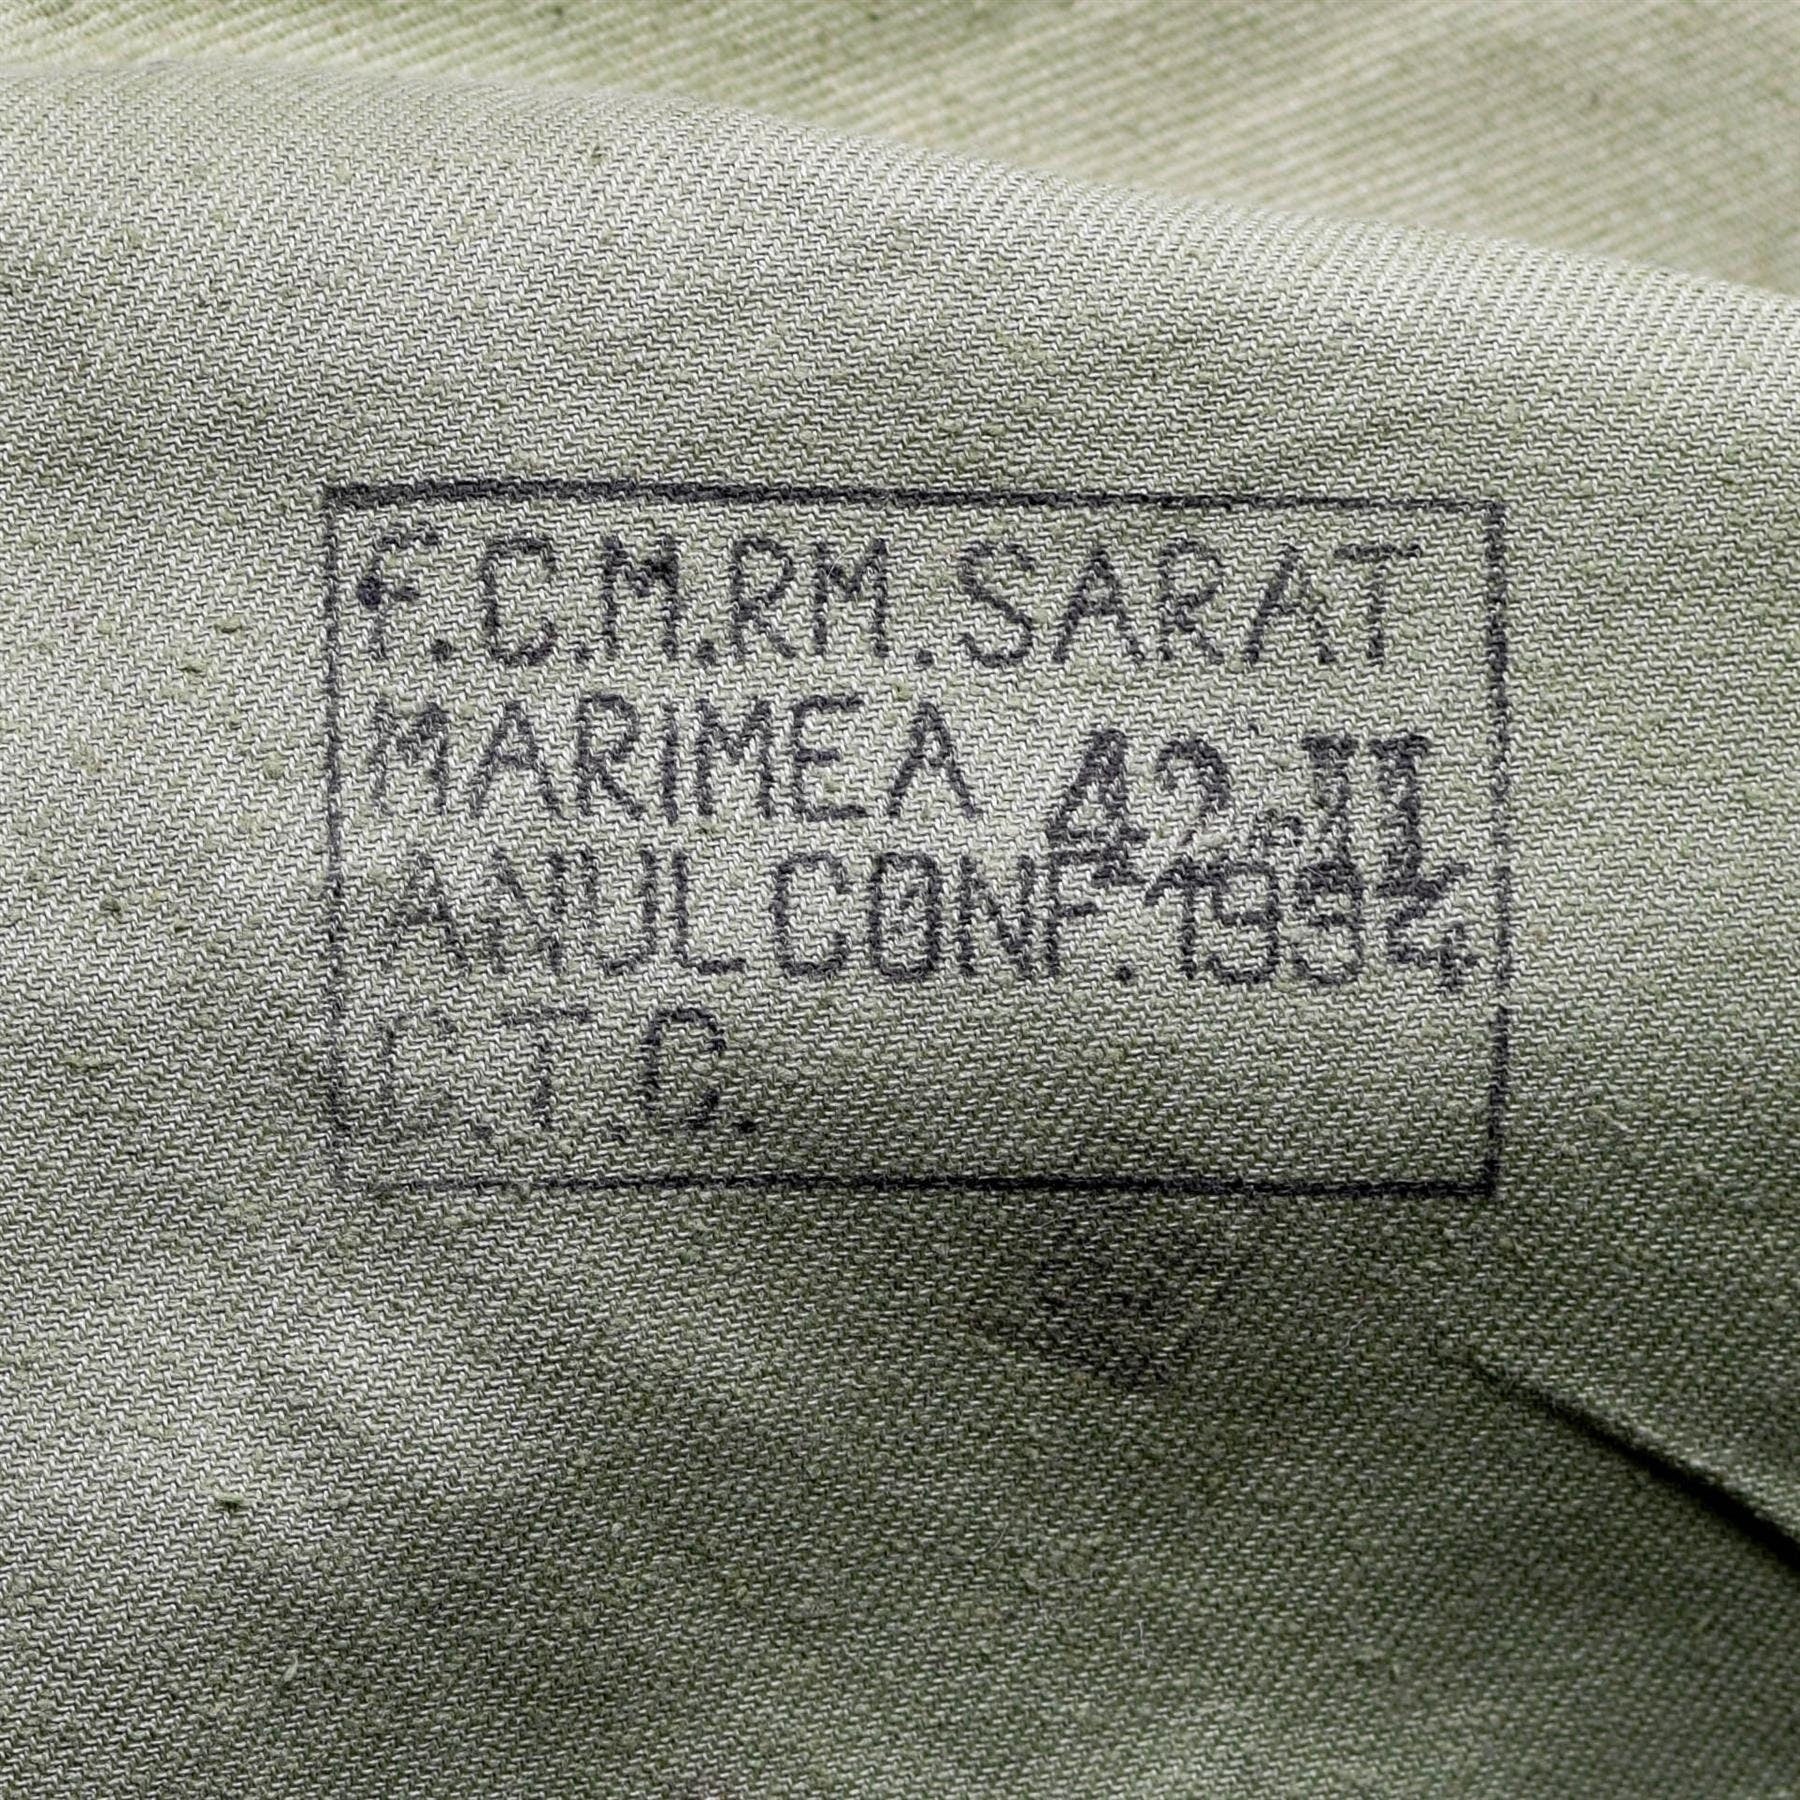 F.C.M.RM.SARAT
MARIMEA 42-II
ANUL CONF. 1994
C.T.C.